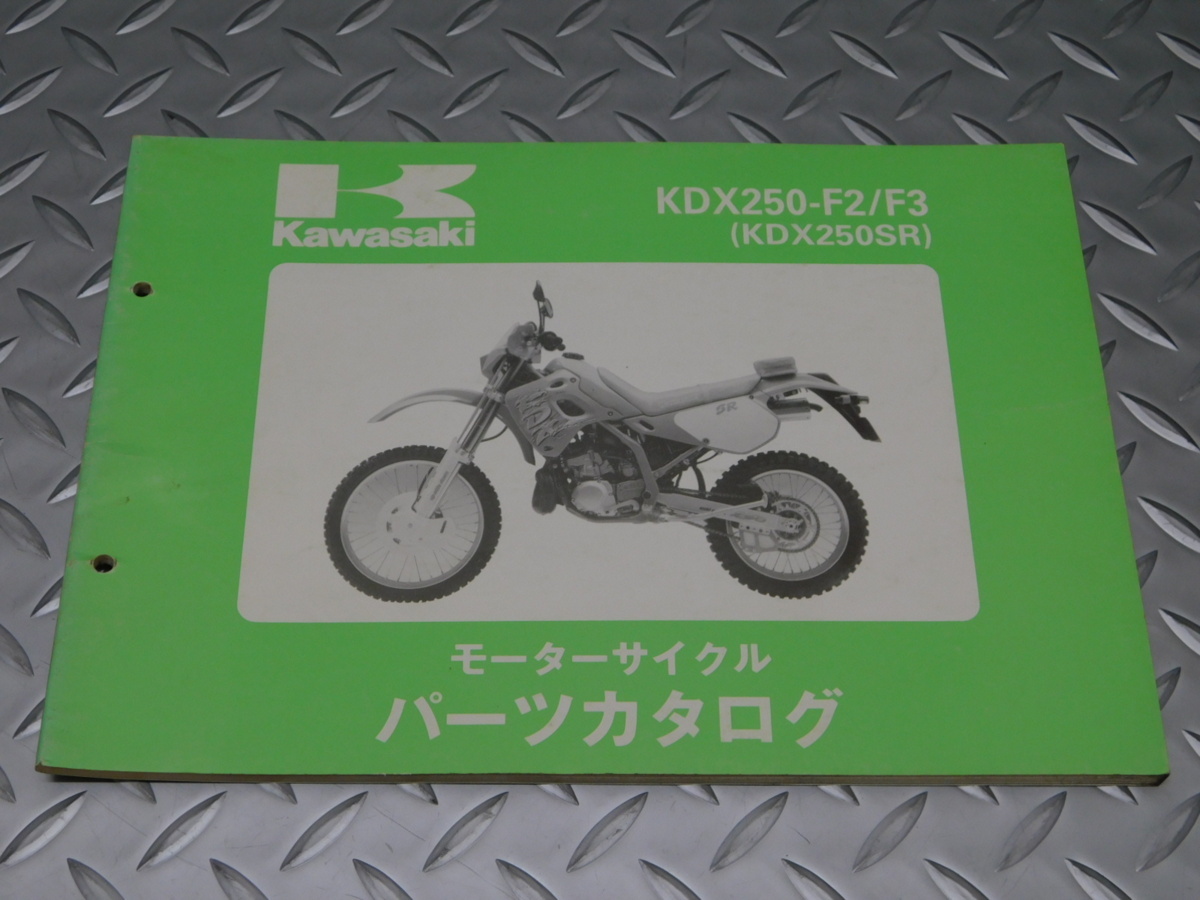 Kawasaki
KDX250-F2/F3
(KDX250SR)
SR
モーターサイクル
パーツカタログ